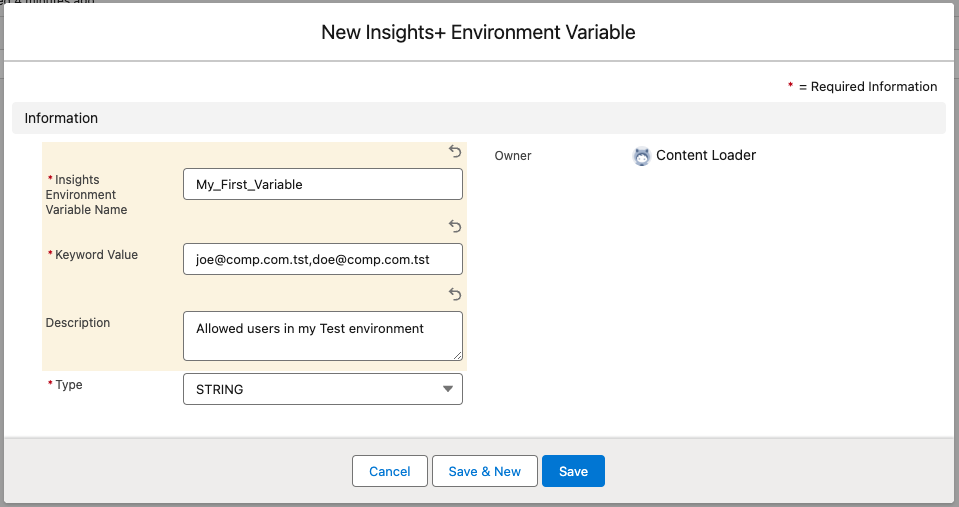 New Insights+ Environment Variable
* = Required Information
Information
* Insights
Environment
Variable Name
My_First_Variable
Owner
Content Loader
* Keyword Value
joe@comp.com.tst,doe@comp.com.tst
Description
Allowed users in my Test environment
* Type
STRING
Cancel
Save & New
Save